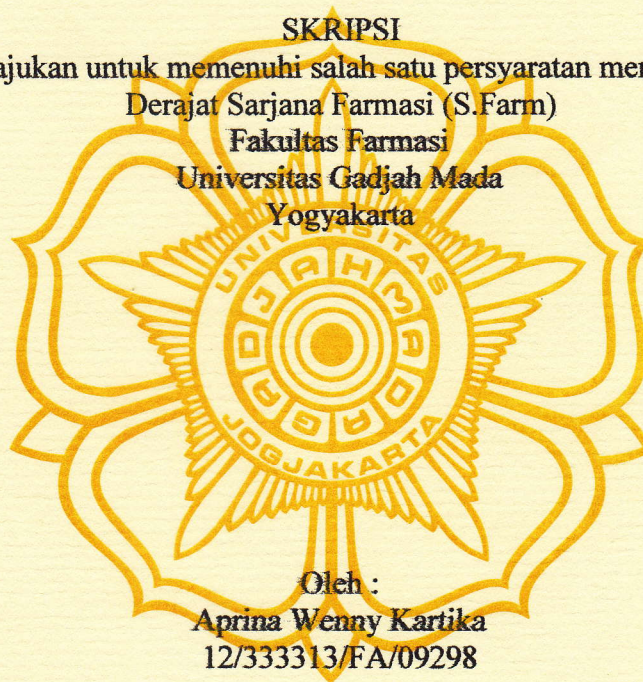 SKRIPSI
ajukan untuk memenuhi salah satu persyaratan mer
Derajat Sarjana Farmasi (S.Farm)
Fakultas Farmasi
Universitas Gadjah Mada
Yogyakarta
UNIVERSITAS
GADJAH MADA
JOGJAKARTA
Oleh :
Aprina Wenny Kartika
12/333313/FA/09298